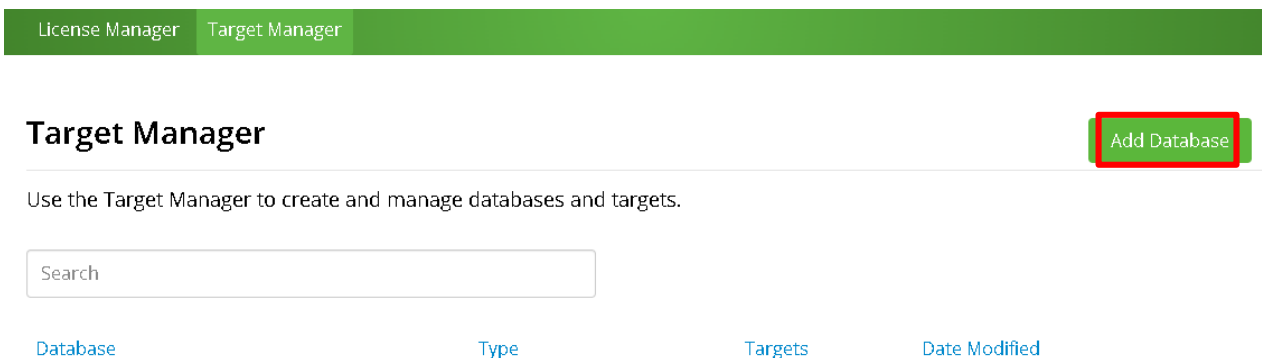 License Manager Target Manager
Target Manager
Add Database
Use the Target Manager to create and manage databases and targets.
Search
Database Type Targets Date Modified